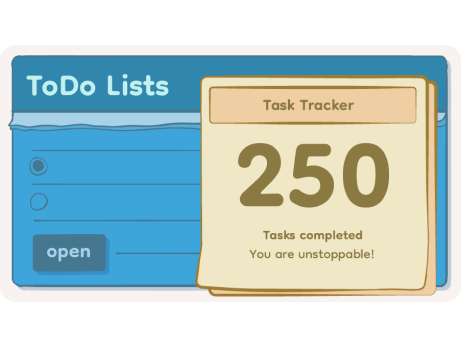 ToDo Lists
Task Tracker
250
Tasks completed
You are unstoppable!
open